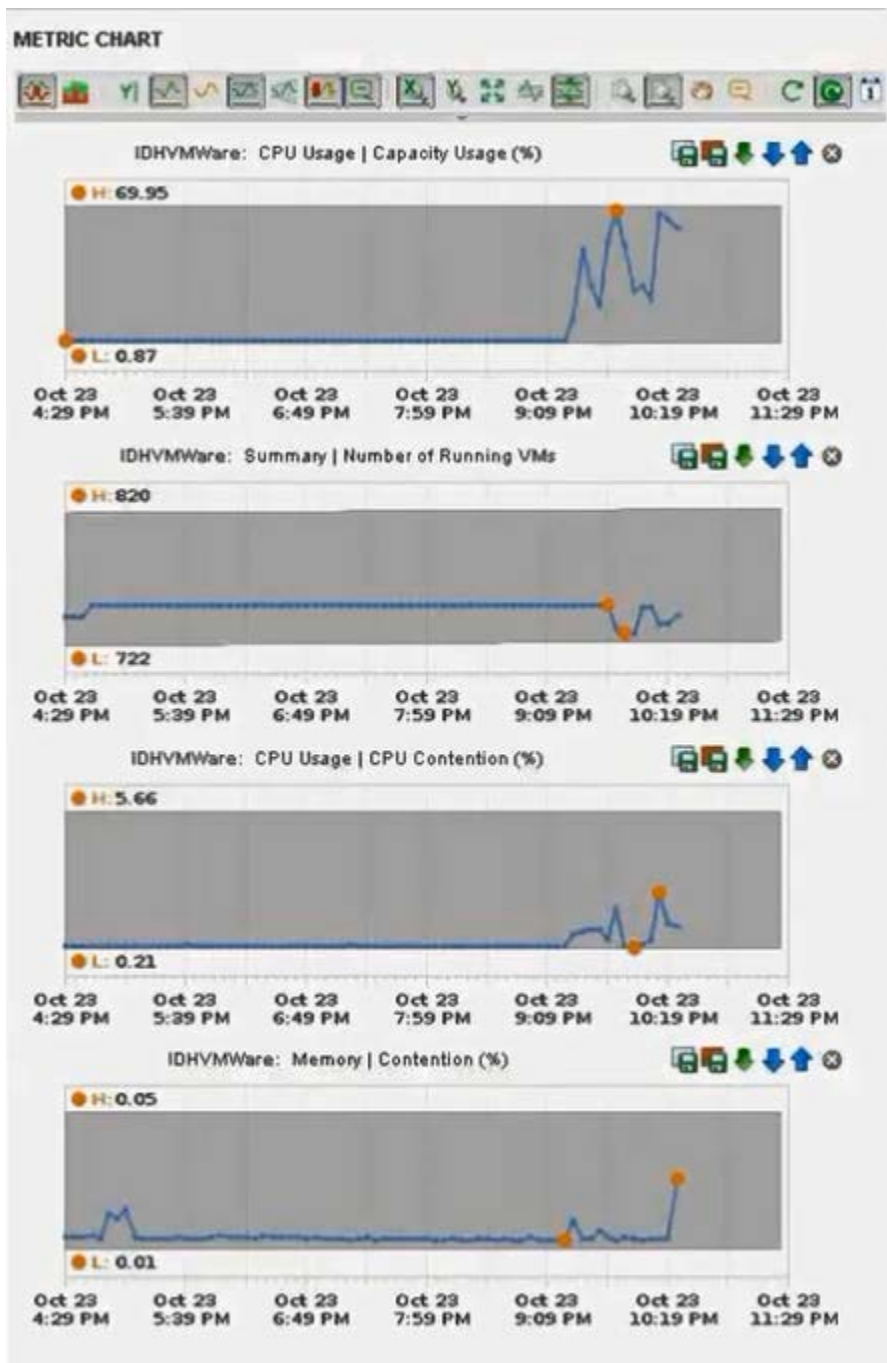 METRIC CHART
Y|
X
Y
1
IDHVMWare: CPU Usage | Capacity Usage (%)
H: 69.95
L: 0.87
Oct 23 Oct 23 Oct 23 Oct 23 Oct 23 Oct 23 Oct 23
4:29 PM 5:39 PM 6:49 PM 7:59 PM 9:09 PM 10:19 PM 11:29 PM
IDHVMWare: Summary | Number of Running VMs
H: 820
L: 722
Oct 23 Oct 23 Oct 23 Oct 23 Oct 23 Oct 23 Oct 23
4:29 PM 5:39 PM 6:49 PM 7:59 PM 9:09 PM 10:19 PM 11:29 PM
IDHVMWare: CPU Usage | CPU Contention (%)
H: 5.66
L: 0.21
Oct 23 Oct 23 Oct 23 Oct 23 Oct 23 Oct 23 Oct 23
4:29 PM 5:39 PM 6:49 PM 7:59 PM 9:09 PM 10:19 PM 11:29 PM
IDHVMWare: Memory | Contention (%)
H: 0.05
L: 0.01
Oct 23 Oct 23 Oct 23 Oct 23 Oct 23 Oct 23 Oct 23
4:29 PM 5:39 PM 6:49 PM 7:59 PM 9:09 PM 10:19 PM 11:29 PM